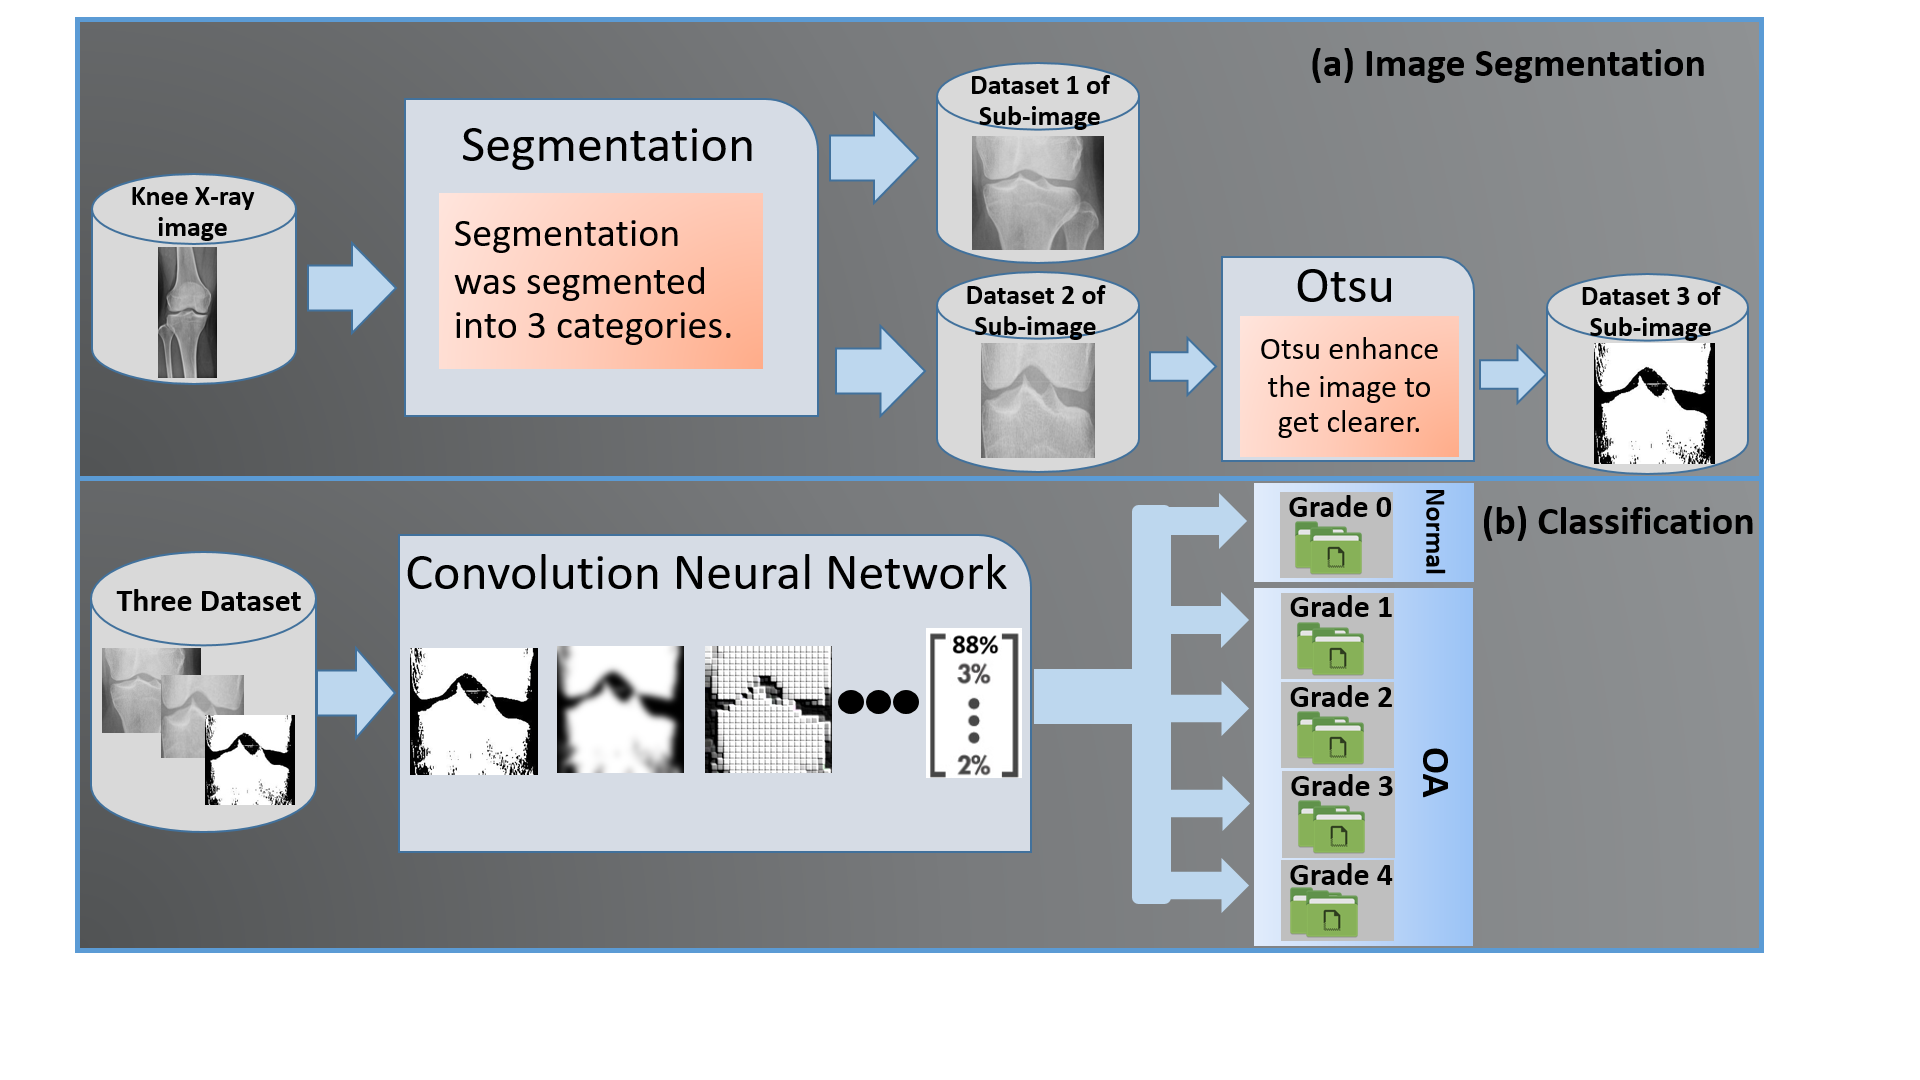 (a) Image Segmentation
Knee X-ray
image
Segmentation
Segmentation
was segmented
into 3 categories.
Dataset 1 of
Sub-image
Dataset 2 of
Sub-image
Otsu
Otsu enhance
the image to
get clearer.
Dataset 3 of
Sub-image
(b) Classification
Three Dataset
Convolution Neural Network
88%
3%
2%
Grade 0
Normal
Grade 1
Grade 2
Grade 3
Grade 4
OA